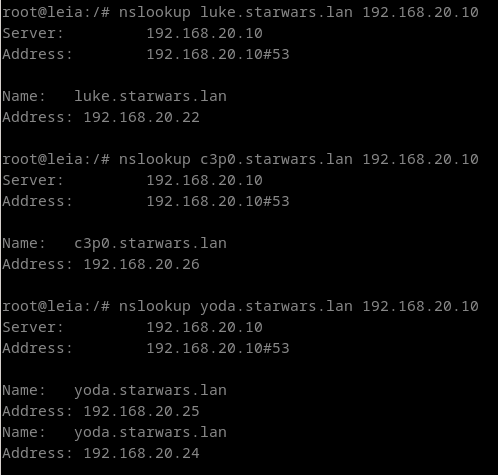 root@leia:/# nslookup luke.starwars.lan 192.168.20.10
Server:         192.168.20.10
Address:        192.168.20.10#53

Name:   luke.starwars.lan
Address: 192.168.20.22

root@leia:/# nslookup c3p0.starwars.lan 192.168.20.10
Server:         192.168.20.10
Address:        192.168.20.10#53

Name:   c3p0.starwars.lan
Address: 192.168.20.26

root@leia:/# nslookup yoda.starwars.lan 192.168.20.10
Server:         192.168.20.10
Address:        192.168.20.10#53

Name:   yoda.starwars.lan
Address: 192.168.20.25
Name:   yoda.starwars.lan
Address: 192.168.20.24